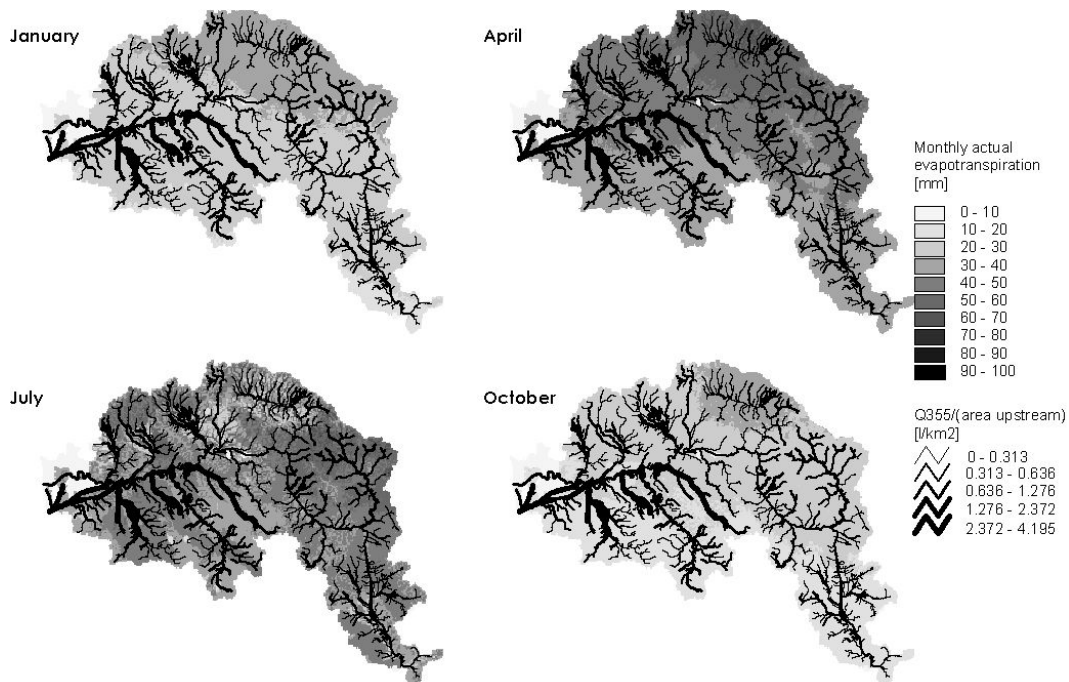 January
April
Monthly actual
evapotranspiration
[mm]
0 - 10
10 - 20
20 - 30
30 - 40
40 - 50
50 - 60
60 - 70
70 - 80
80 - 90
90 - 100
July
October
Q355/(area upstream)
[l/km2]
0 - 0.313
0.313 - 0.636
0.636 - 1.276
1.276 - 2.372
2.372 - 4.195